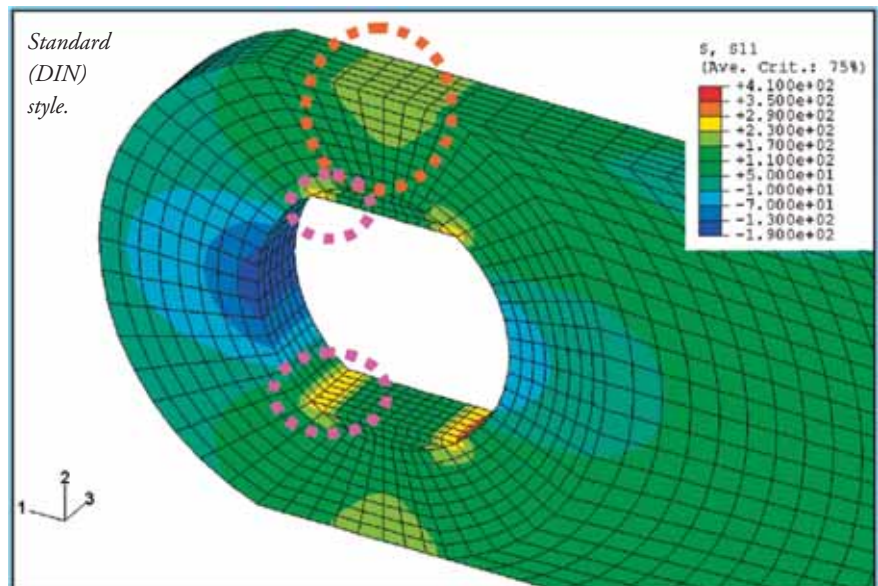 Standard
(DIN)
style.
S, S11
(Ave. Crit.: 75%)
+4.100e+02
+3.500e+02
+2.900e+02
+2.300e+02
+1.700e+02
+1.100e+02
+5.000e+01
-1.000e+01
-7.000e+01
-1.300e+02
-1.900e+02
2
1
3